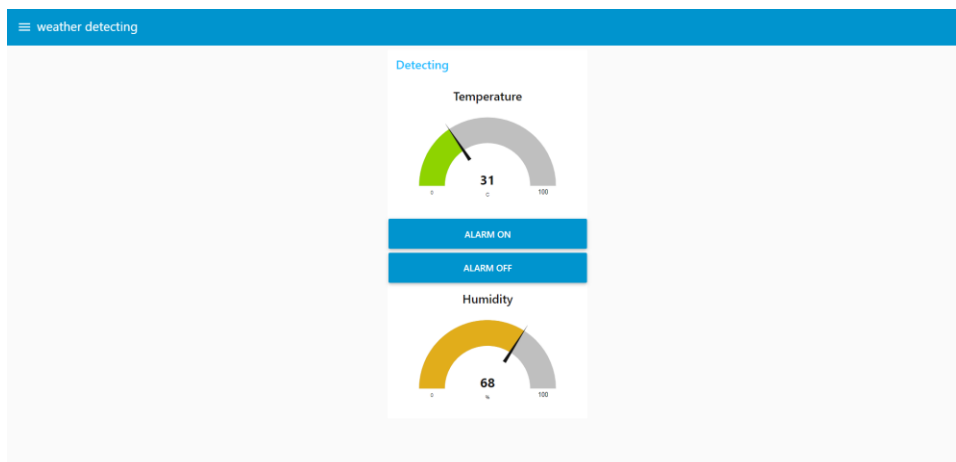 weather detecting
Detecting
Temperature
31
C
0
100
ALARM ON
ALARM OFF
Humidity
68
%
0
100